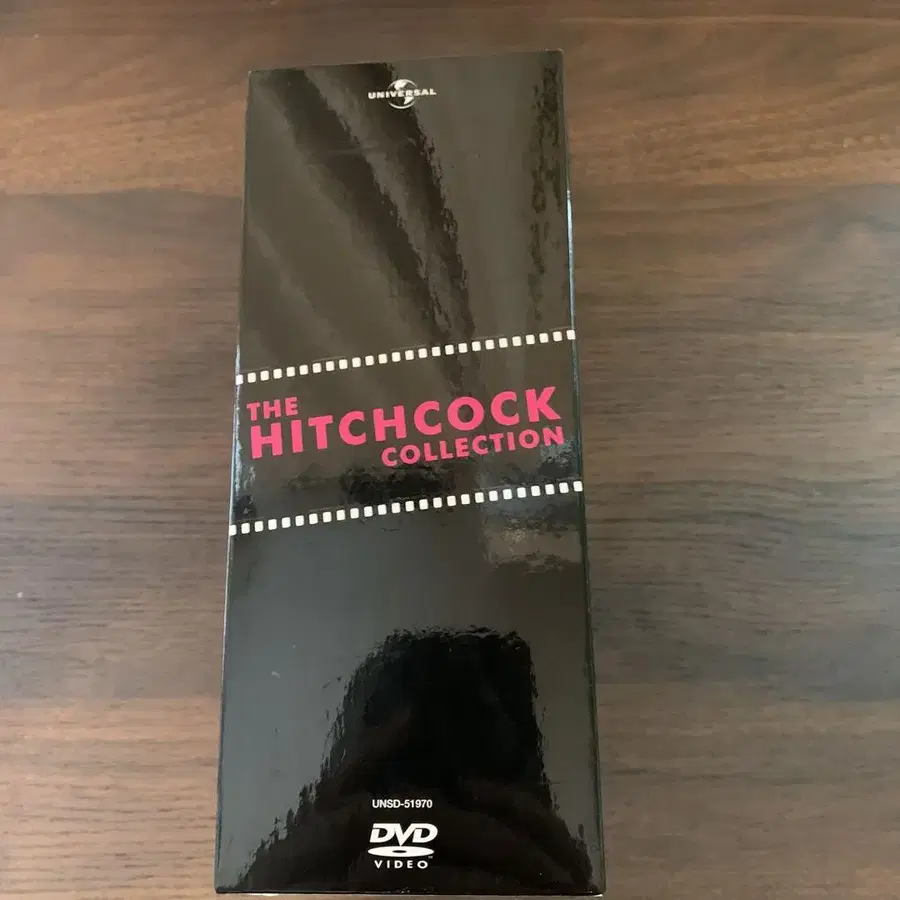 UNIVERSAL
THE
HITCHCOCK
COLLECTION
UNSD-51970
DVD
VIDEO